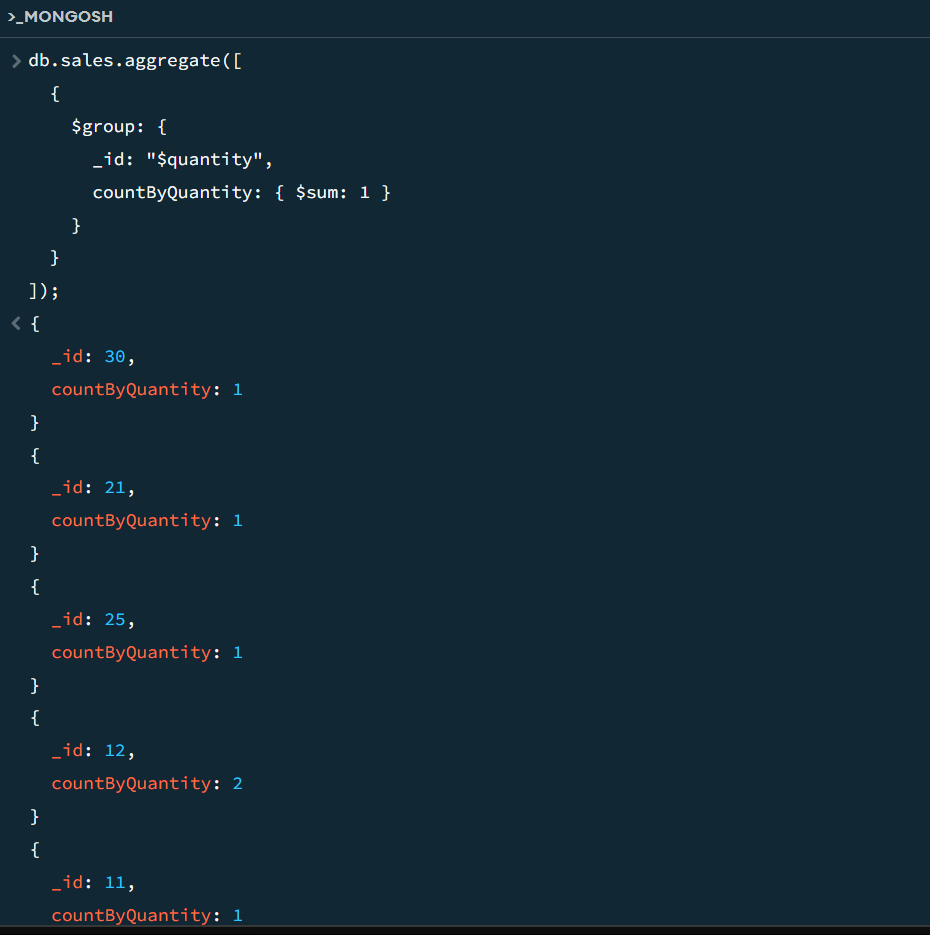 >_MONGOSH
> db.sales.aggregate([
{
$group: {
_id: "$quantity",
countByQuantity: { $sum: 1 }
}
}
]);
< {
_id: 30,
countByQuantity: 1
}
{
_id: 21,
countByQuantity: 1
}
{
_id: 25,
countByQuantity: 1
}
{
_id: 12,
countByQuantity: 2
}
{
_id: 11,
countByQuantity: 1